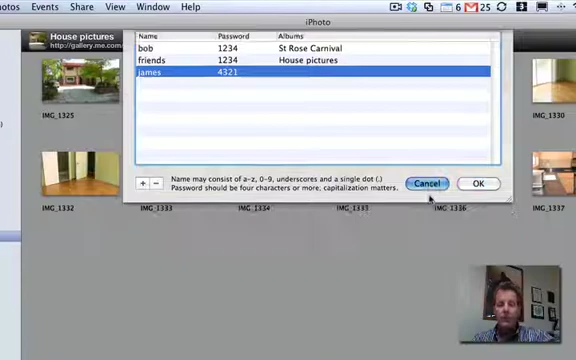 otos Events Share View Window Help 6 25 3
iPhoto
House pictures
http://gallery.me.com/
Name Password Albums
bob 1234 St Rose Carnival
friends 1234 House pictures
james 4321
IMG_1325
IMG_1330
+ − Name may consist of a-z, 0-9, underscores and a single dot (.)
Password should be four characters or more, capitalization matters.
Cancel OK
IMG_1332 IMG_1333 IMG_1334 IMG_1335 IMG_1336 IMG_1337